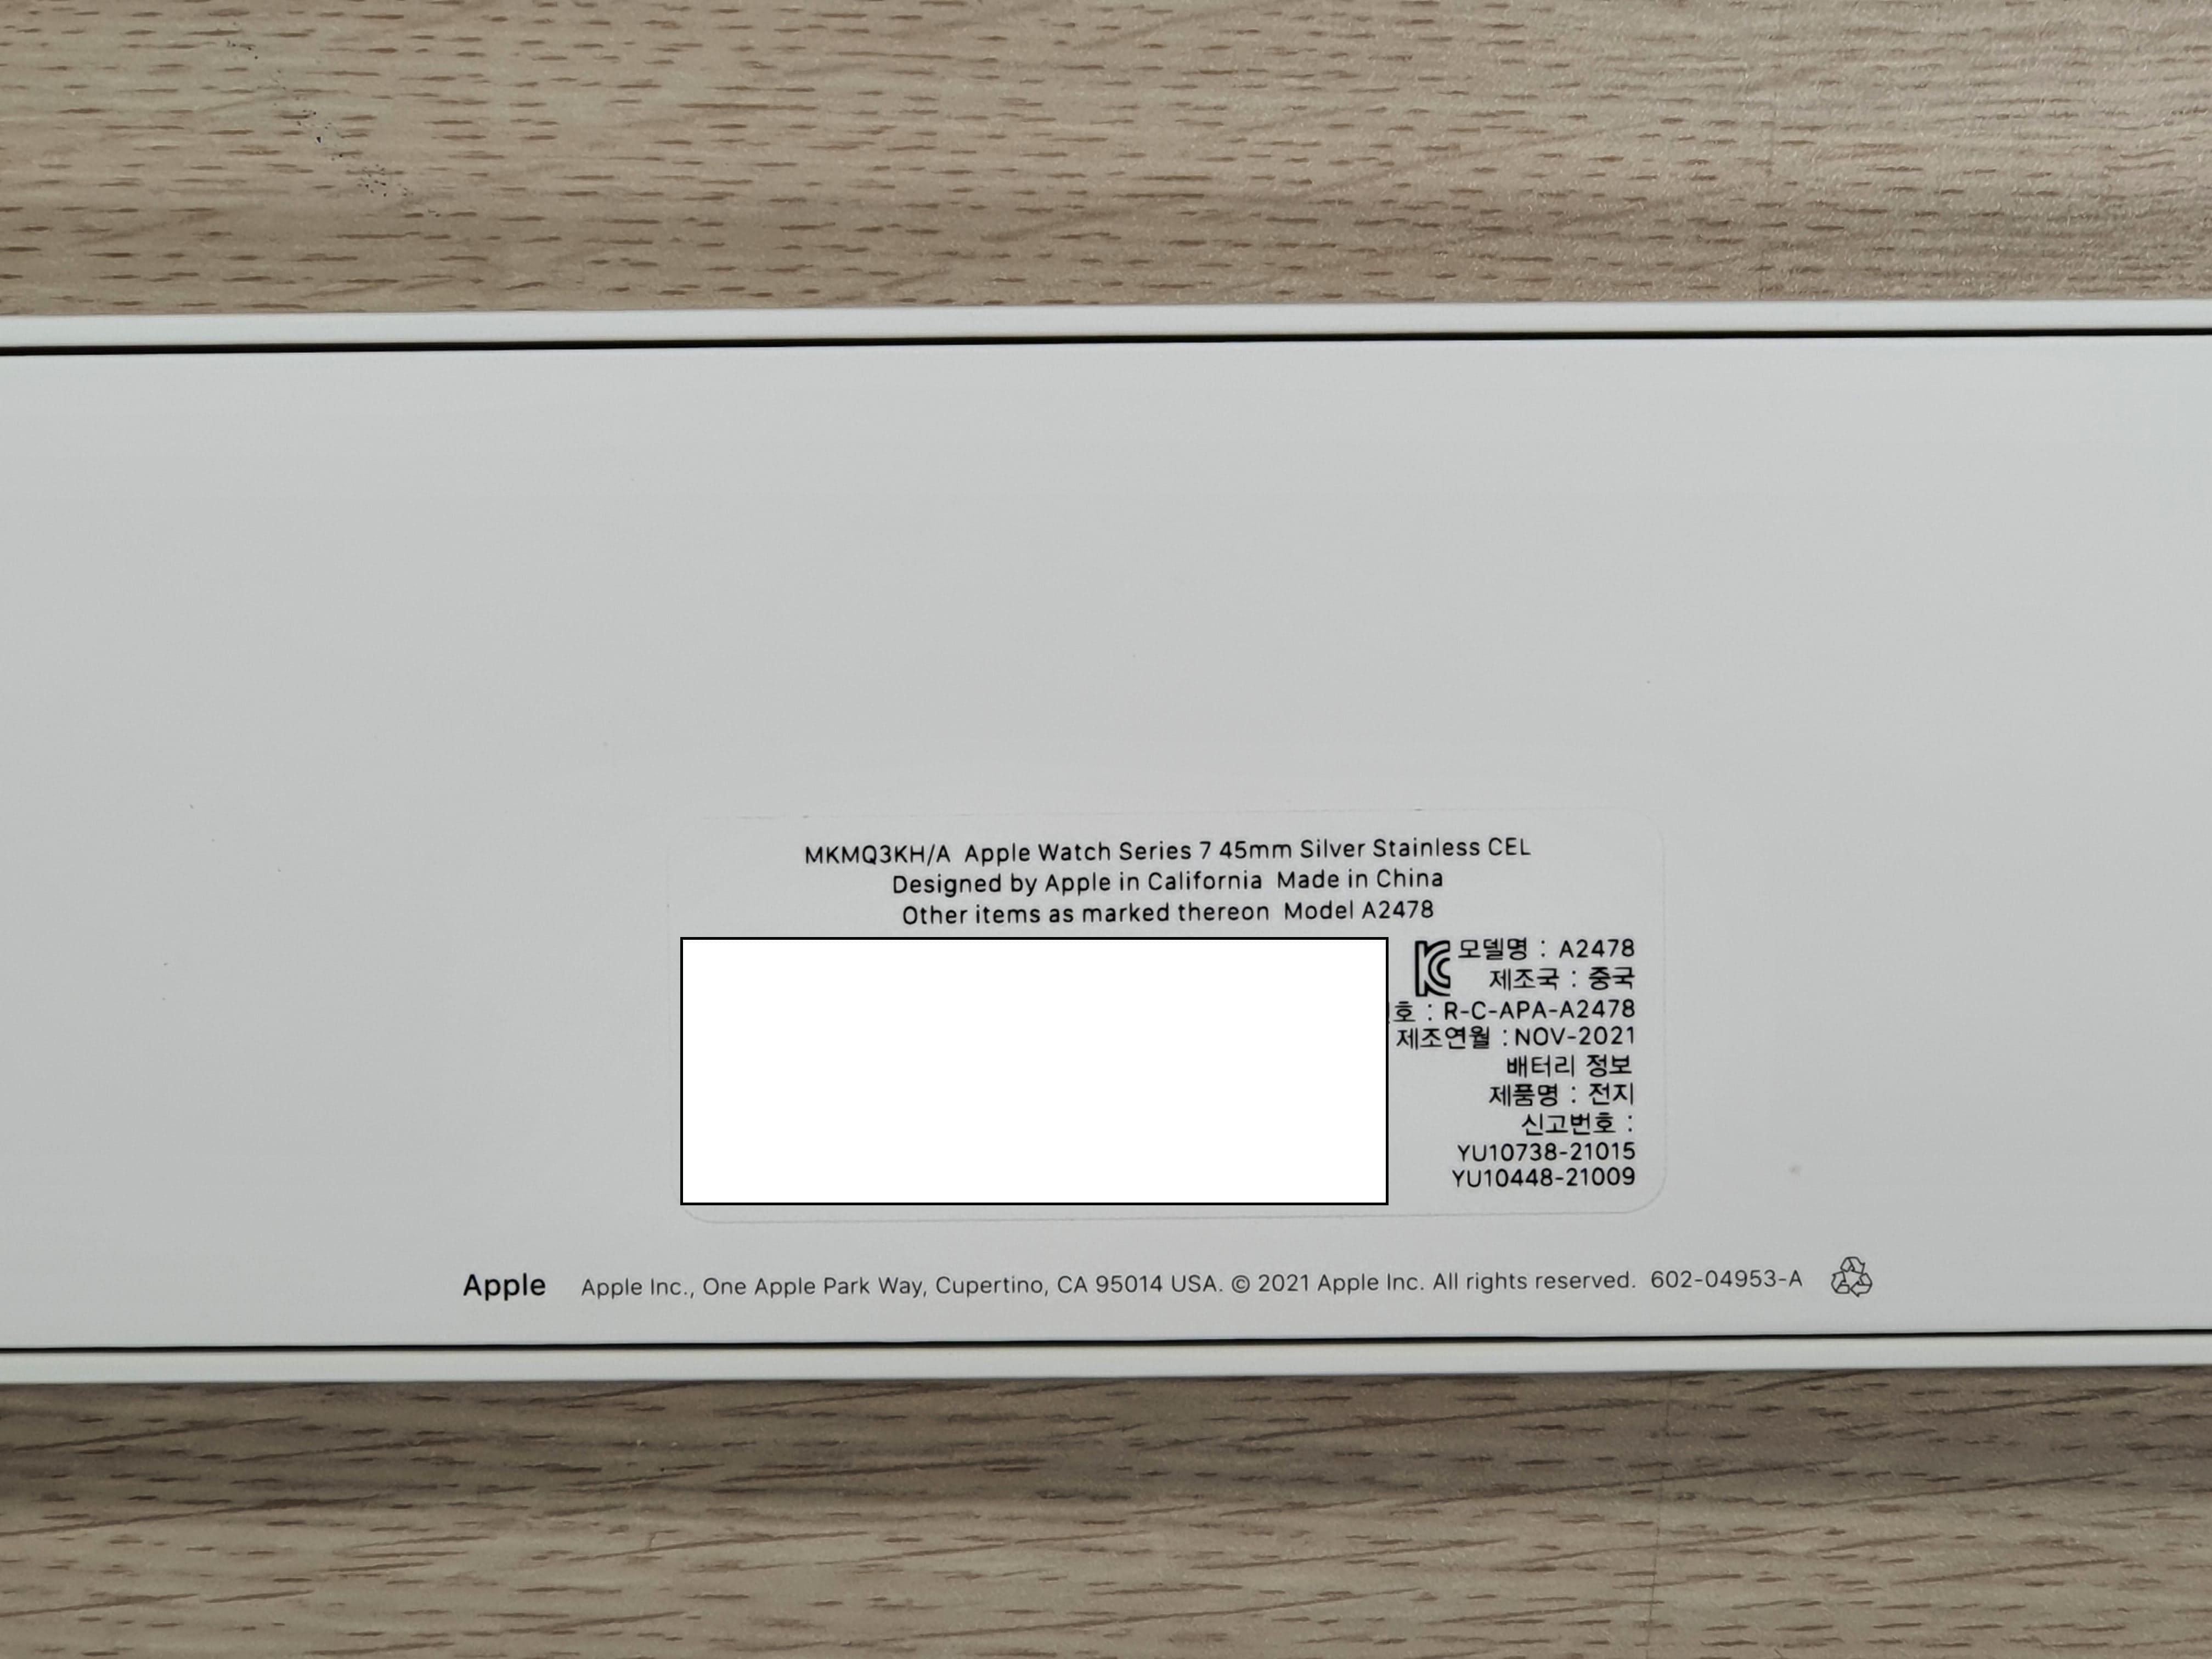 MKMQ3KH/A Apple Watch Series 7 45mm Silver Stainless CEL
Designed by Apple in California Made in China
Other items as marked thereon Model A2478
모델명 : A2478
제조국 : 중국
호 : R-C-APA-A2478
제조연월 : NOV-2021
배터리 정보
제품명 : 전지
신고번호 :
YU10738-21015
YU10448-21009
Apple Apple Inc., One Apple Park Way, Cupertino, CA 95014 USA. © 2021 Apple Inc. All rights reserved. 602-04953-A